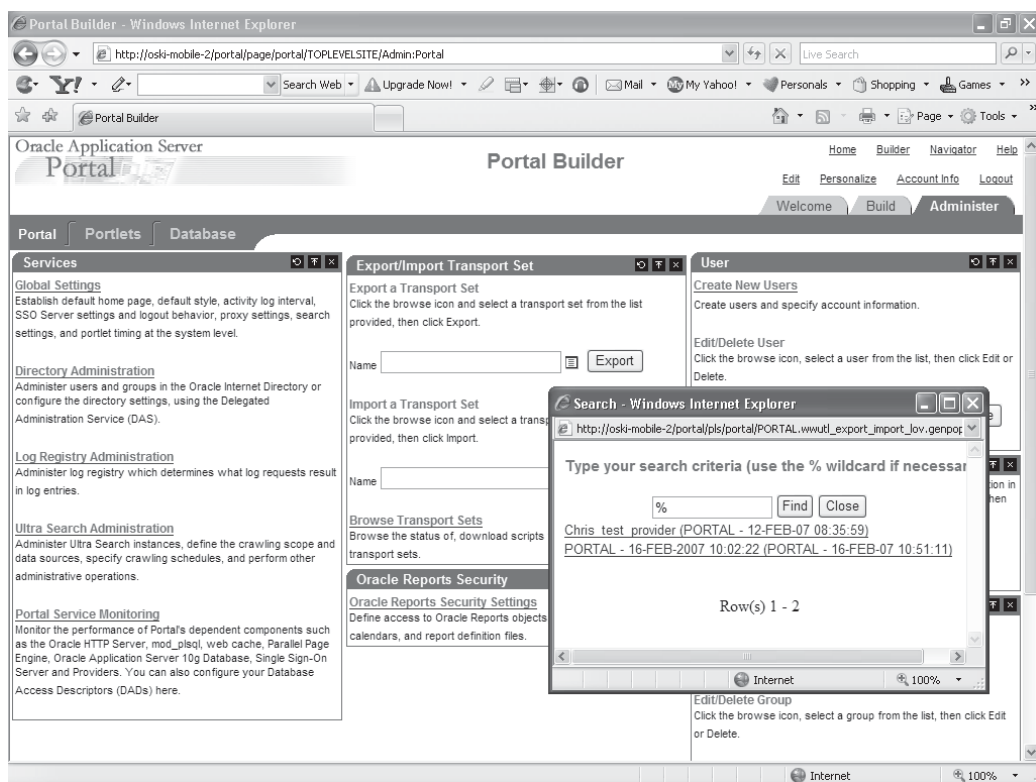 Portal Builder - Windows Internet Explorer
http://oski-mobile-2/portal/page/portal/TOPLEVELSITE/Admin:Portal
Live Search
Search Web
Upgrade Now!
Mail
My Yahoo!
Personals
Shopping
Games
Portal Builder
Page
Tools
Oracle Application Server
Portal
Portal Builder
Home Builder Navigator Help
Edit Personalize Account Info Logout
Welcome Build Administer
Portal Portlets Database
Services
Global Settings
Establish default home page, default style, activity log interval,
SSO Server settings and logout behavior, proxy settings, search
settings, and portlet timing at the system level.
Directory Administration
Administer users and groups in the Oracle Internet Directory or
configure the directory settings, using the Delegated
Administration Service (DAS).
Log Registry Administration
Administer log registry which determines what log requests result
in log entries.
Ultra Search Administration
Administer Ultra Search instances, define the crawling scope and
data sources, specify crawling schedules, and perform other
administrative operations.
Portal Service Monitoring
Monitor the performance of Portal's dependent components such
as the Oracle HTTP Server, mod_plsql, web cache, Parallel Page
Engine, Oracle Application Server 10g Database, Single Sign-On
Server and Providers. You can also configure your Database
Access Descriptors (DADs) here.
Export/Import Transport Set
Export a Transport Set
Click the browse icon and select a transport set from the list
provided, then click Export.
Name
Export
Import a Transport Set
Click the browse icon and select a
provided, then click Import.
Name
Browse Transport Sets
Browse the status of, download scripts
transport sets.
Oracle Reports Security
Oracle Reports Security Settings
Define access to Oracle Reports objects
calendars, and report definition files.
User
Create New Users
Create users and specify account information.
Edit/Delete User
Click the browse icon, select a user from the list, then click Edit or
Delete.
Search - Windows Internet Explorer
http://oski-mobile-2/portal/pls/portal/PORTAL.wwutl_export_import_lov.genpop
Type your search criteria (use the % wildcard if necessar
%
Find
Close
Chris_test_provider (PORTAL - 12-FEB-07 08:35:59)
PORTAL - 16-FEB-2007 10:02:22 (PORTAL - 16-FEB-07 10:51:11)
Row(s) 1 - 2
Internet
100%
Edit/Delete Group
Click the browse icon, select a group from the list, then click Edit
or Delete.
Internet
100%